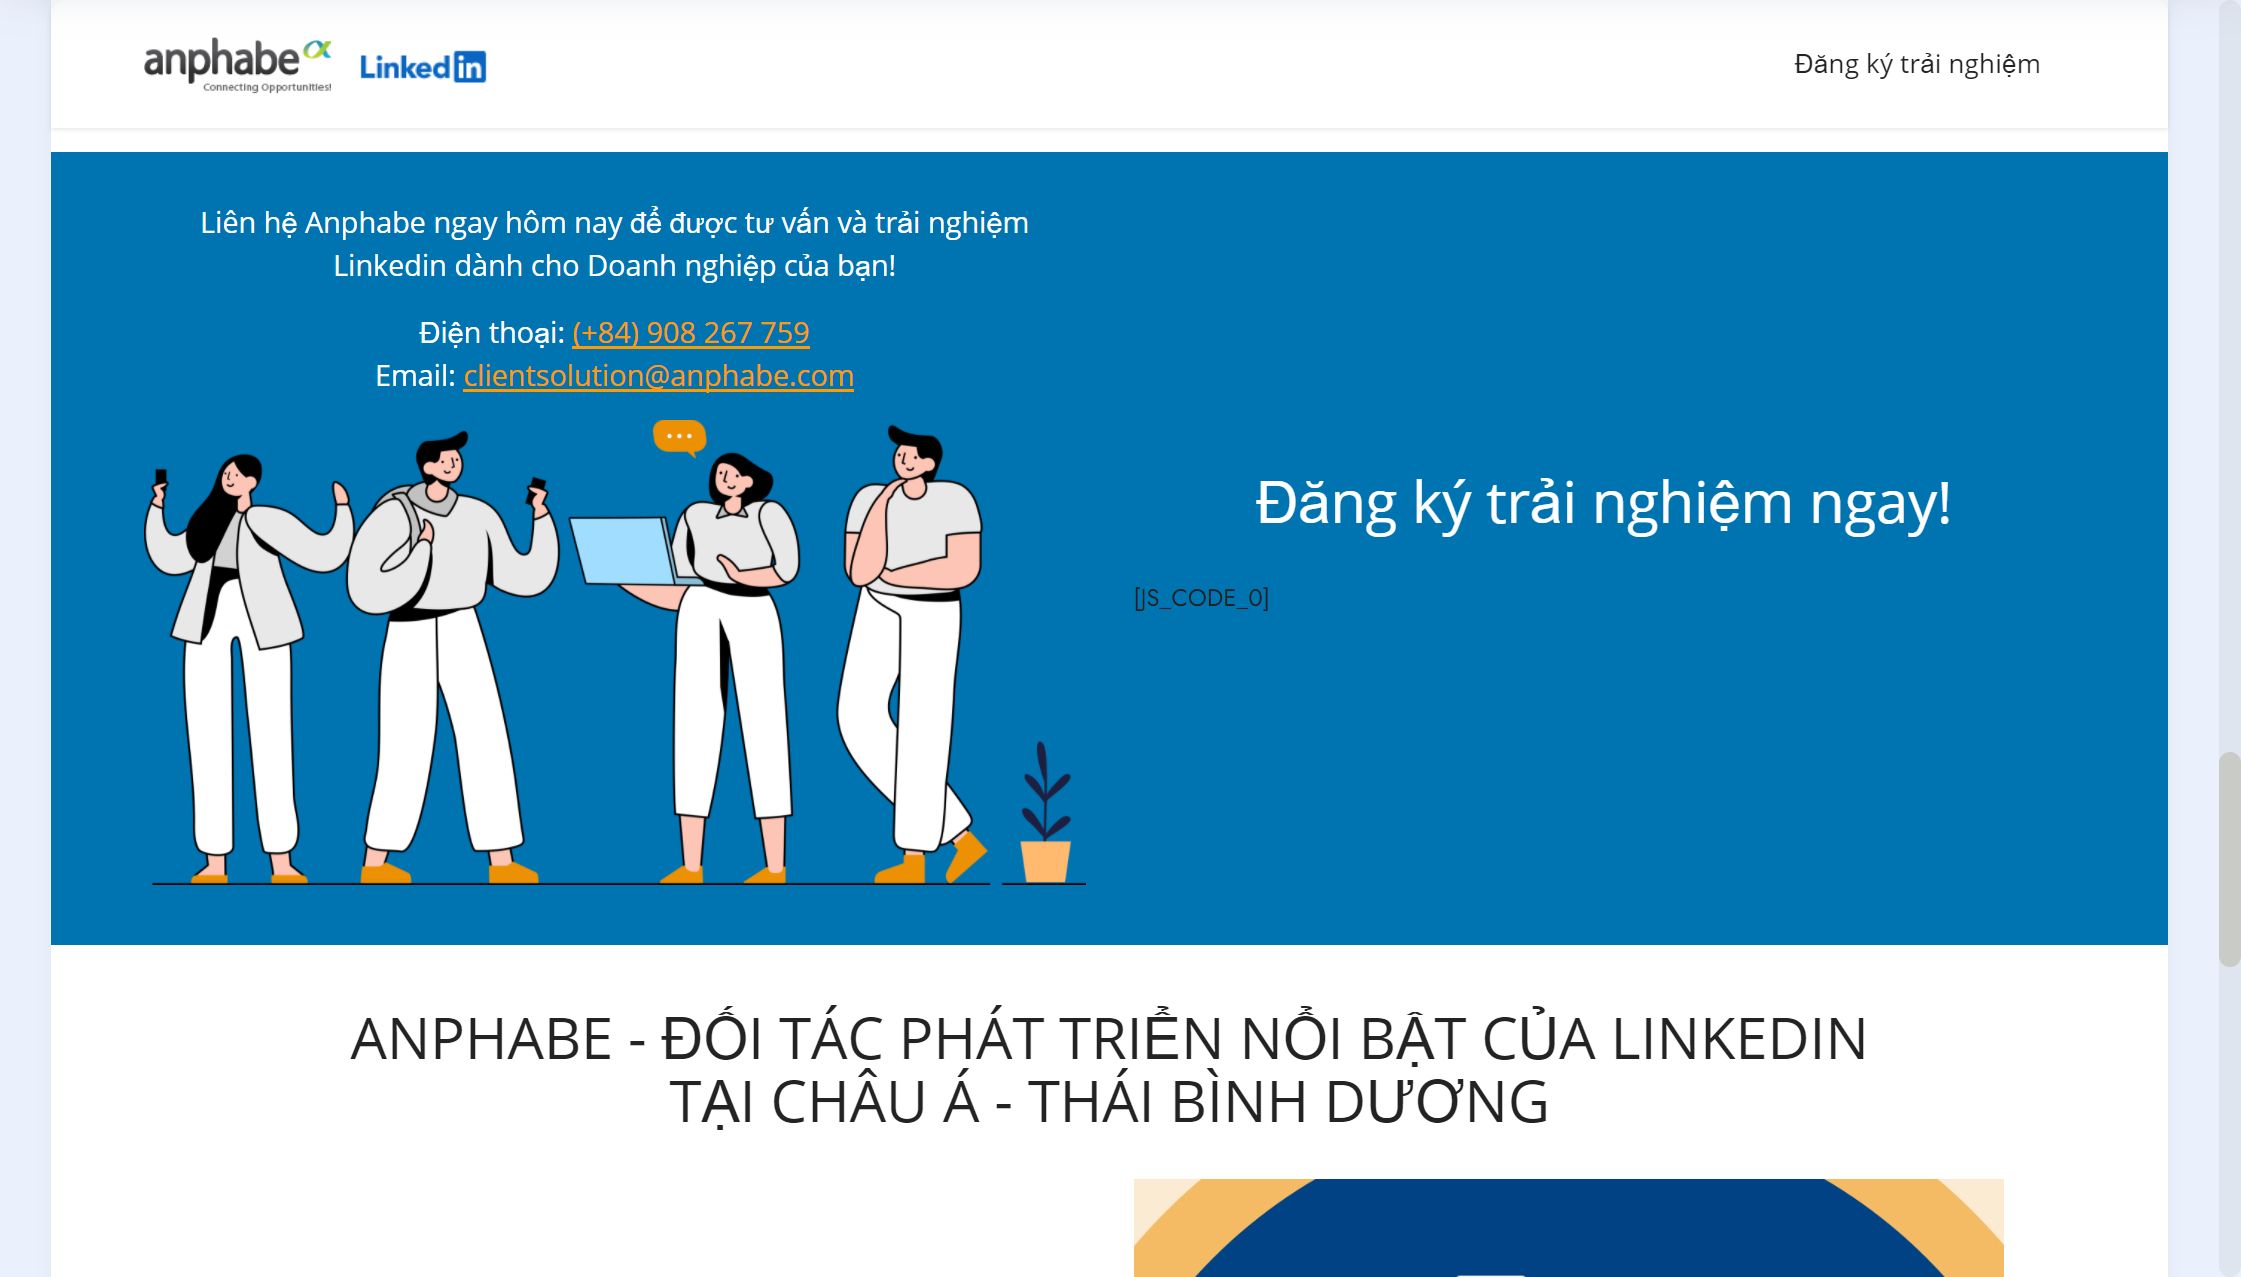 anphabe
Connecting Opportunities!
Linked in
Đăng ký trải nghiệm
Liên hệ Anphabe ngay hôm nay để được tư vấn và trải nghiệm
Linkedin dành cho Doanh nghiệp của bạn!
Điện thoại: (+84) 908 267 759
Email: clientsolution@anphabe.com
Đăng ký trải nghiệm ngay!
[JS_CODE_0]
ANPHABE - ĐỐI TÁC PHÁT TRIỂN NỔI BẬT CỦA LINKEDIN
TẠI CHÂU Á - THÁI BÌNH DƯƠNG